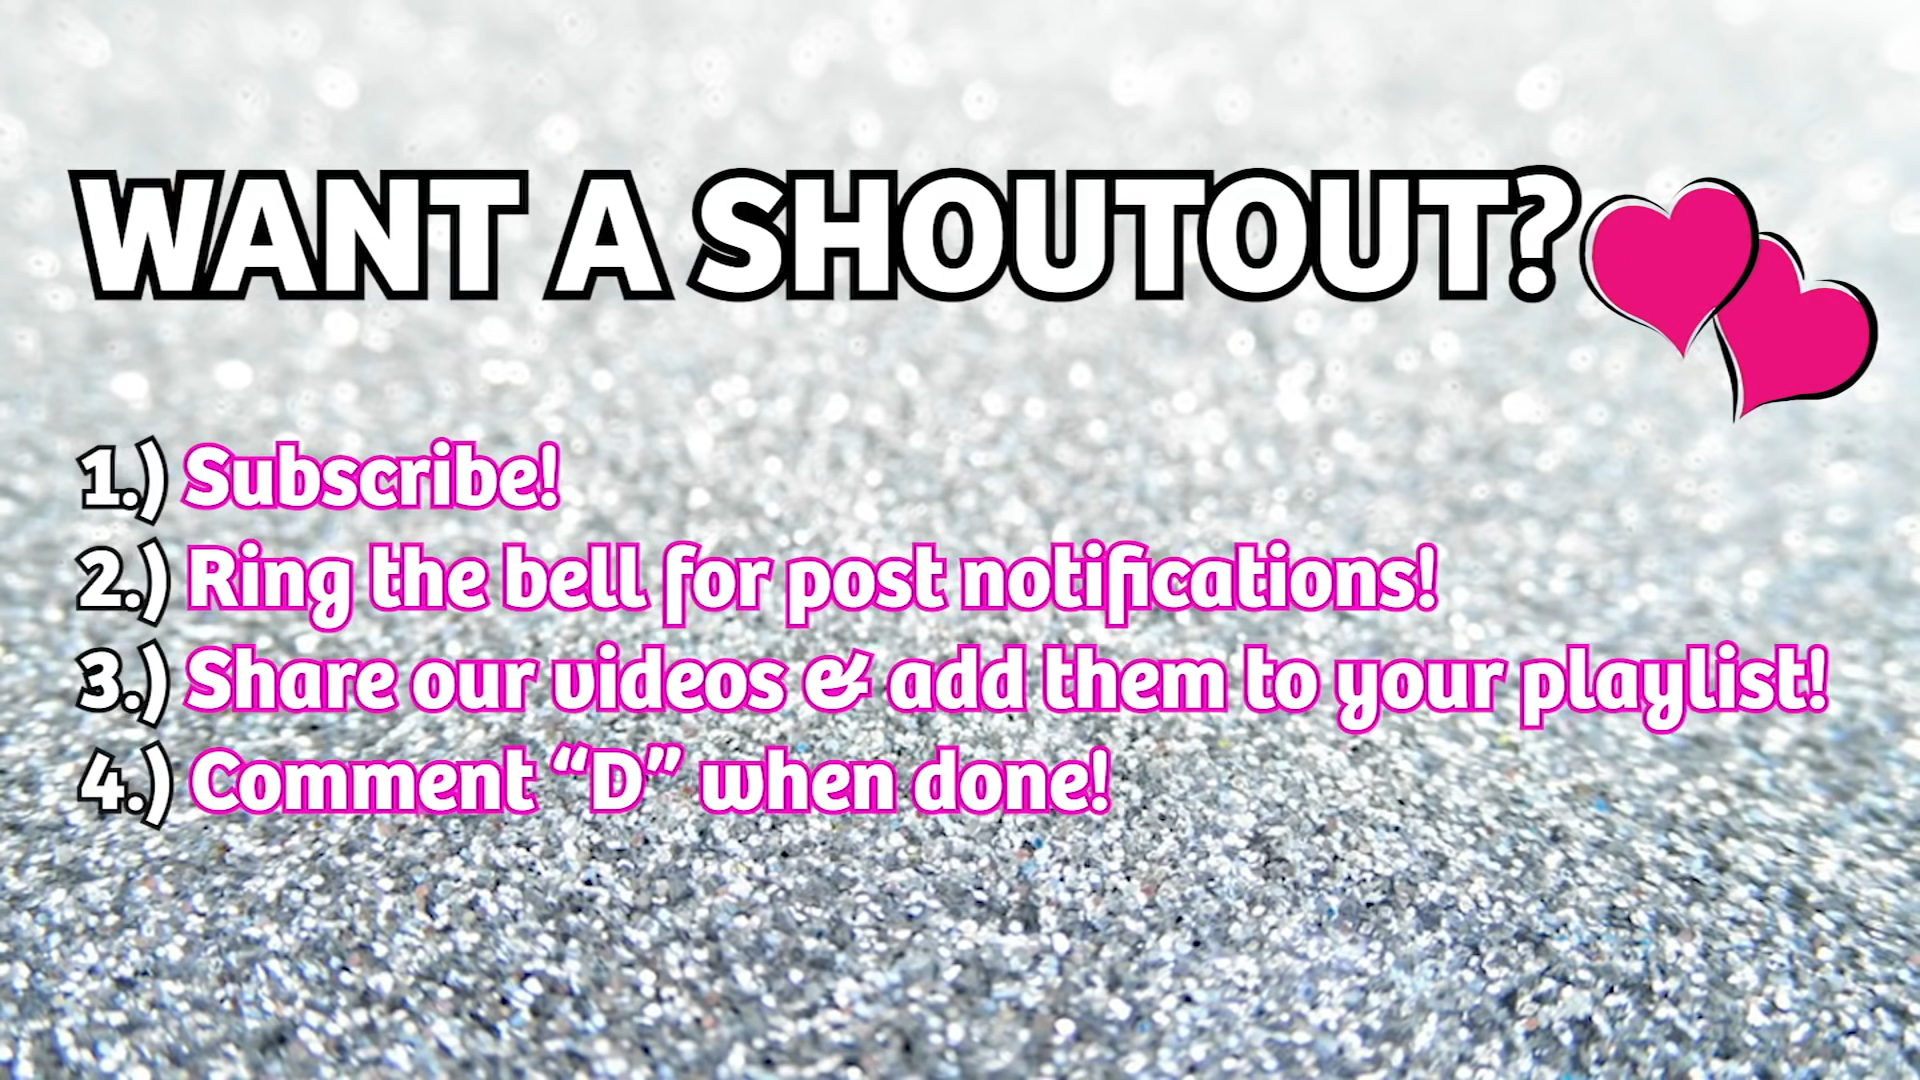 WANT A SHOUTOUT?
1.) Subscribe!
2.) Ring the bell for post notifications!
3.) Share our videos & add them to your playlist!
4.) Comment “D” when done!